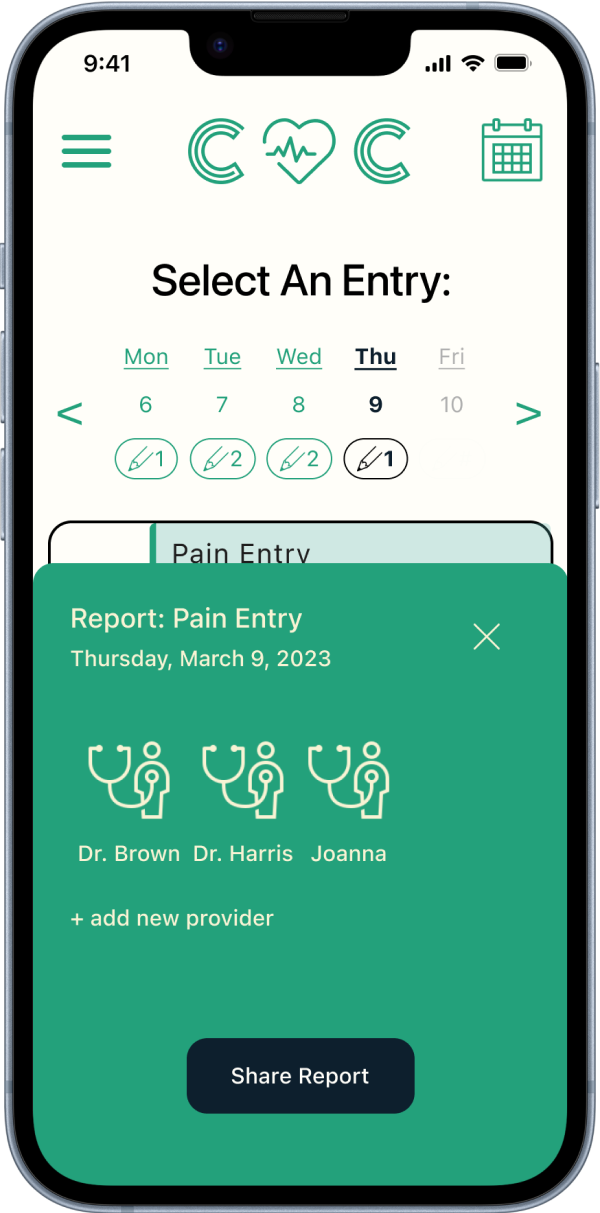 9:41
C C
Select An Entry:
Mon Tue Wed Thu Fri
< 6 7 8 9 10 >
1 2 2 1
Pain Entry
Report: Pain Entry
Thursday, March 9, 2023
Dr. Brown Dr. Harris Joanna
+ add new provider
Share Report